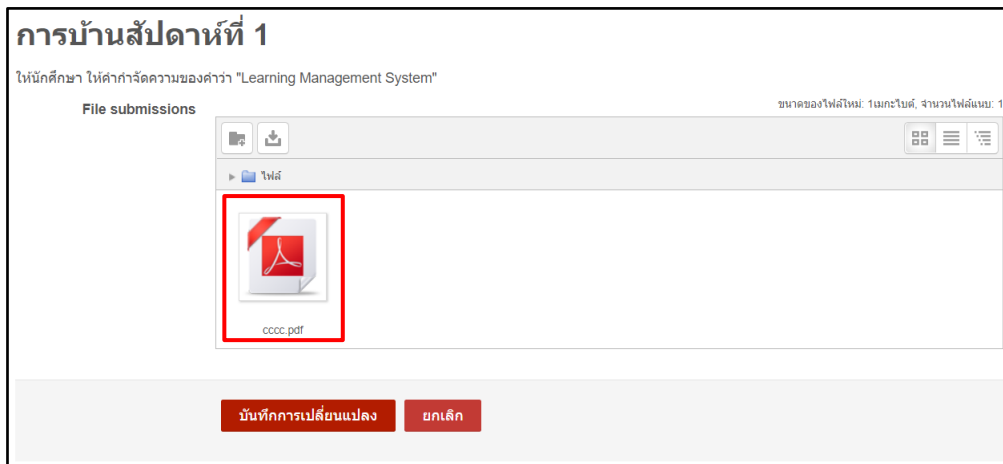 การบ้านสัปดาห์ที่ 1
ให้นักศึกษา ให้คำกำจัดความของคำว่า "Learning Management System"
File submissions
ขนาดของไฟล์ใหม่: 1เมกะไบต์, จำนวนไฟล์แนบ: 1
ไฟล์
cccc.pdf
บันทึกการเปลี่ยนแปลง ยกเลิก